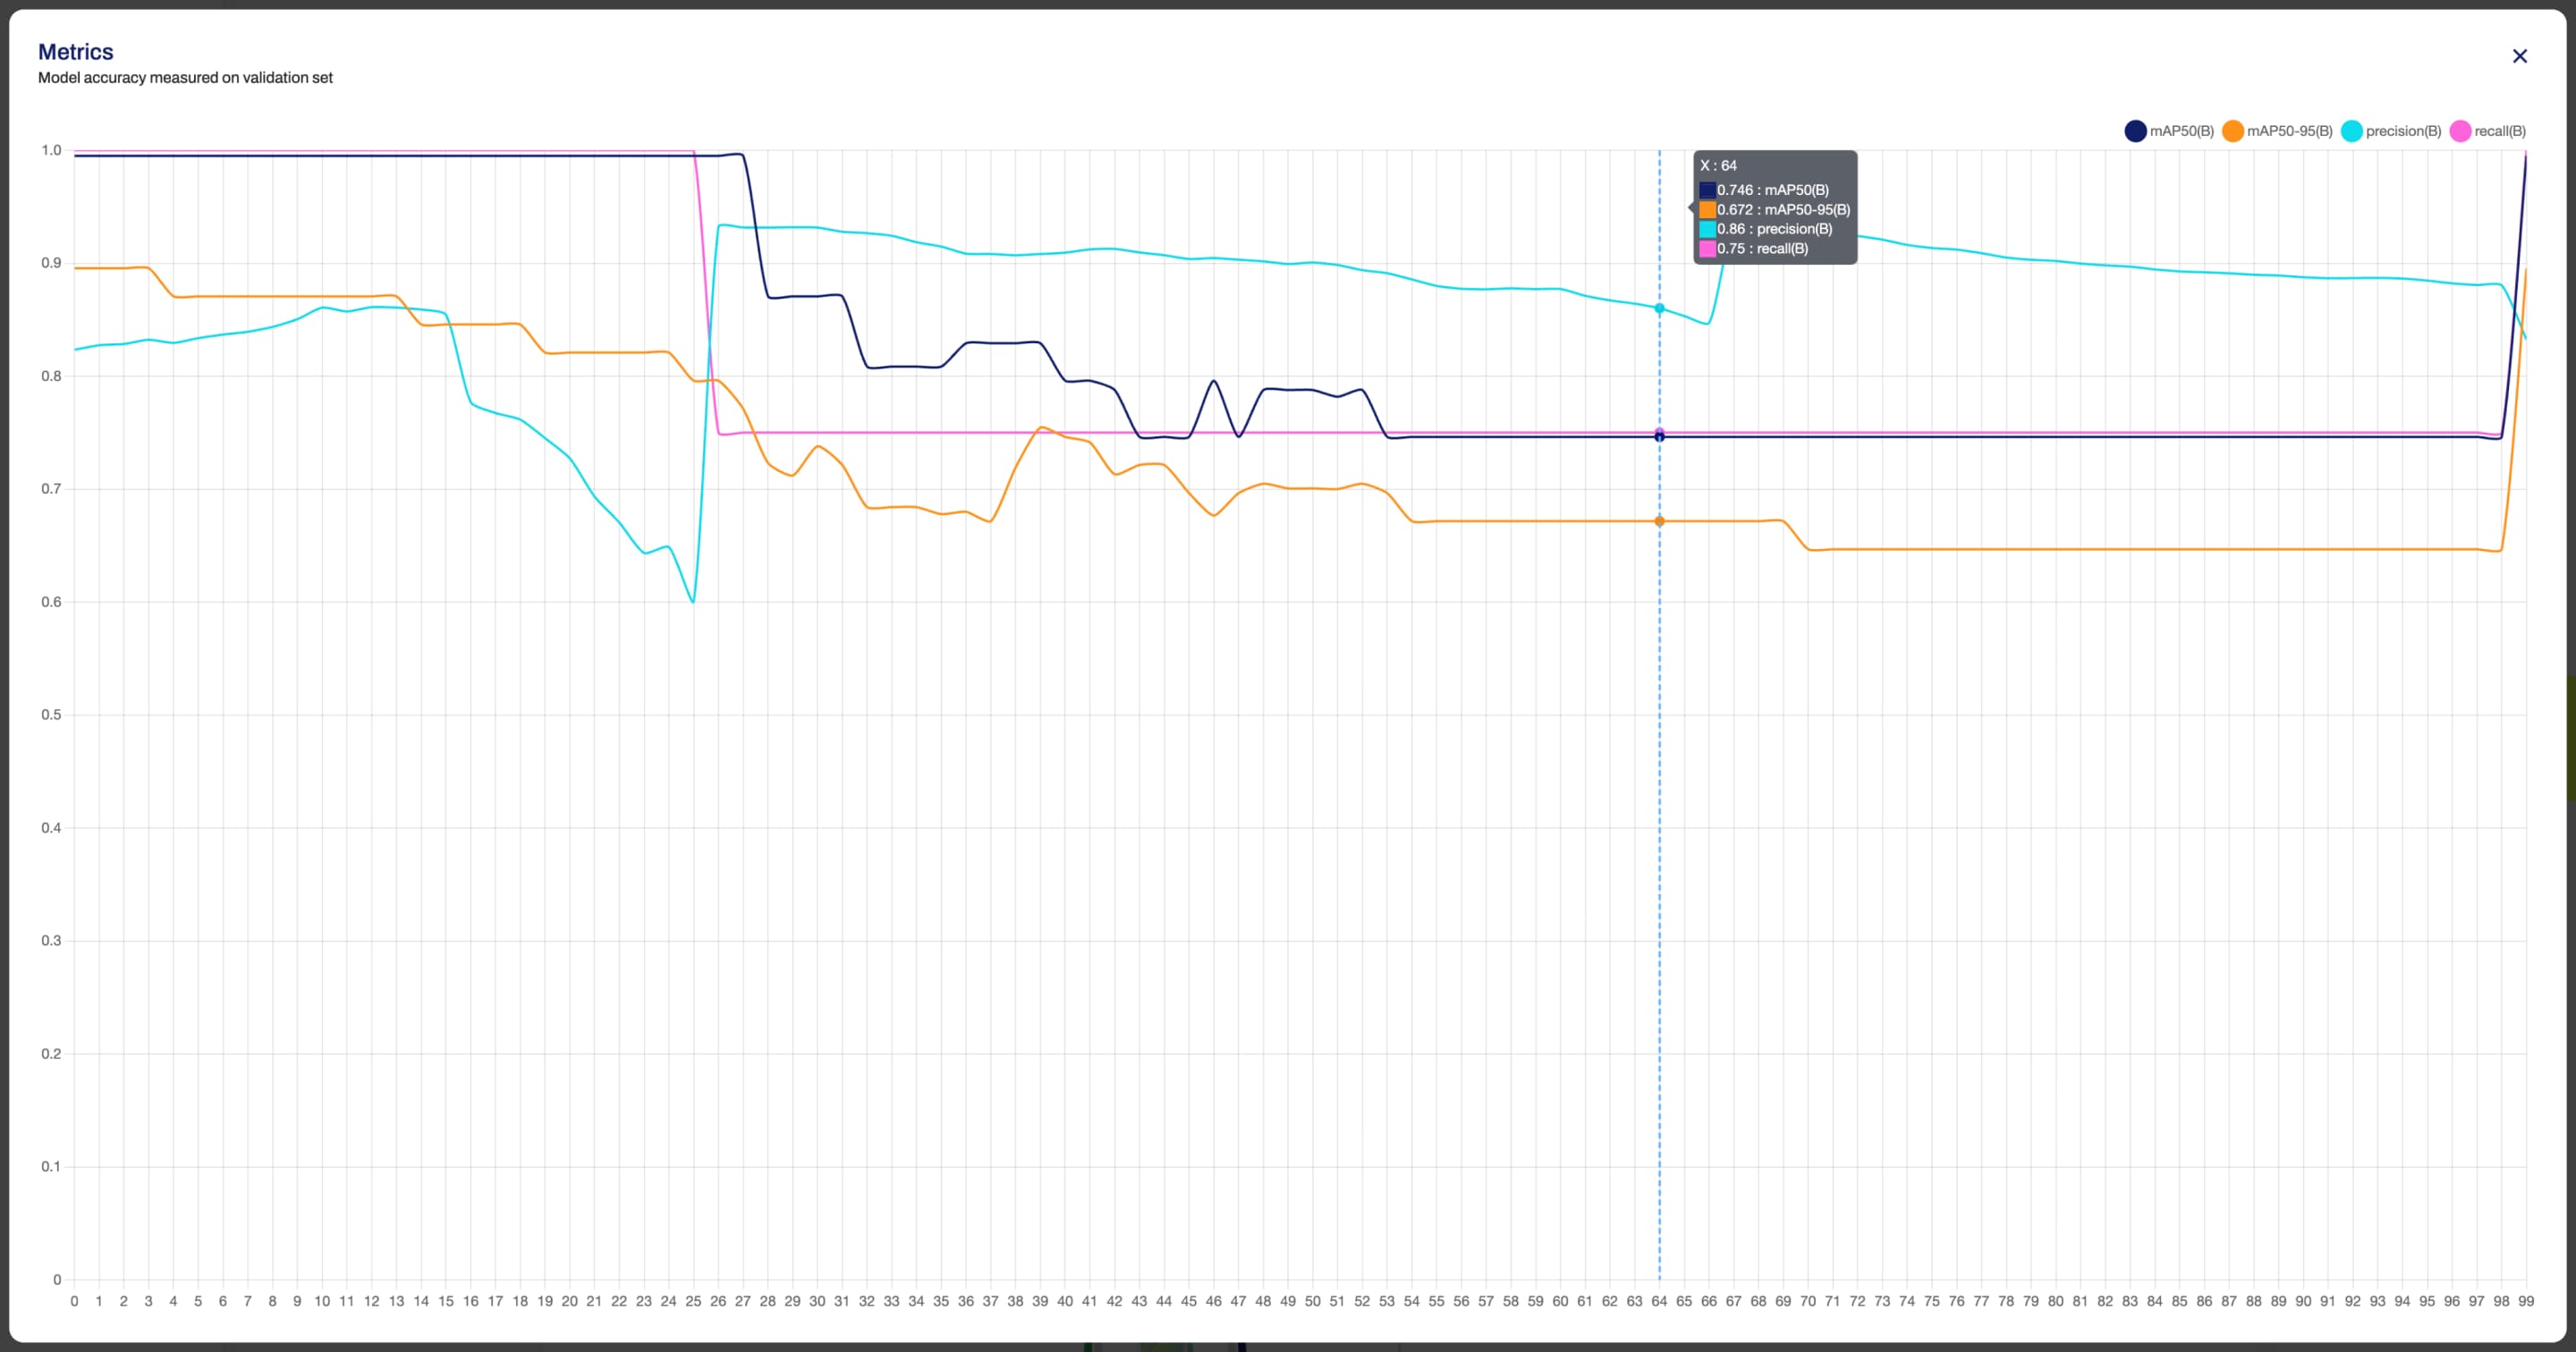 Metrics
Model accuracy measured on validation set
mAP50(B) mAP50-95(B) precision(B) recall(B)
X : 64
0.746 : mAP50(B)
0.672 : mAP50-95(B)
0.86 : precision(B)
0.75 : recall(B)
1.0
0.9
0.8
0.7
0.6
0.5
0.4
0.3
0.2
0.1
0
0 1 2 3 4 5 6 7 8 9 10 11 12 13 14 15 16 17 18 19 20 21 22 23 24 25 26 27 28 29 30 31 32 33 34 35 36 37 38 39 40 41 42 43 44 45 46 47 48 49 50 51 52 53 54 55 56 57 58 59 60 61 62 63 64 65 66 67 68 69 70 71 72 73 74 75 76 77 78 79 80 81 82 83 84 85 86 87 88 89 90 91 92 93 94 95 96 97 98 99